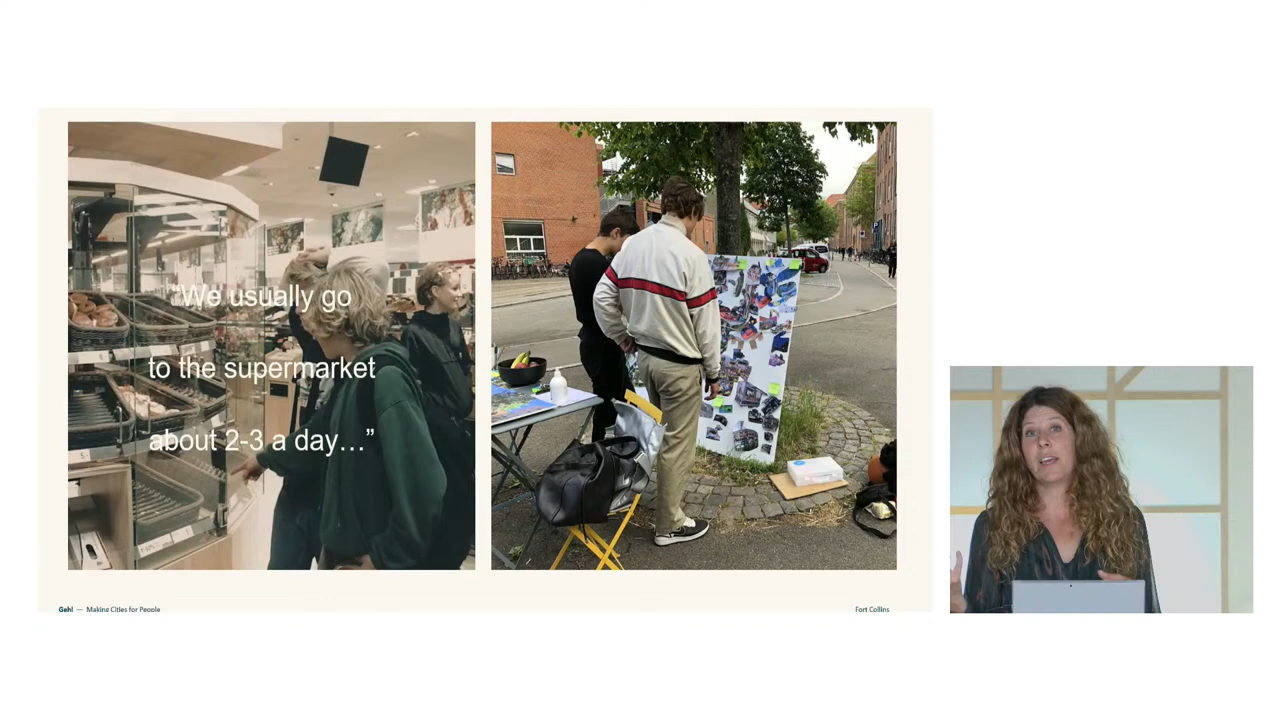 “We usually go
to the supermarket
about 2-3 a day…”
Gehl — Making Cities for People
Fort Collins